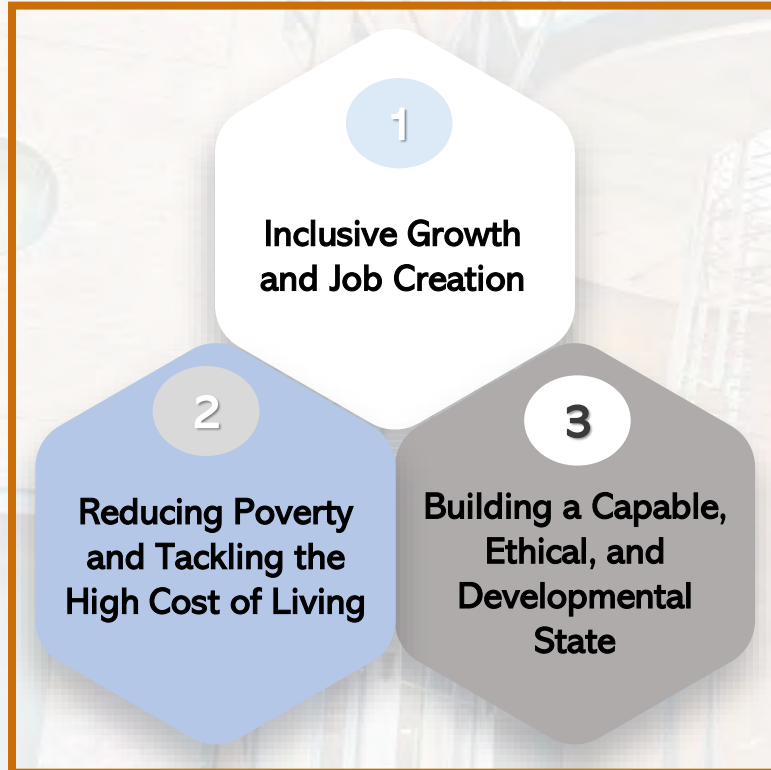 1
Inclusive Growth
and Job Creation
2
Reducing Poverty
and Tackling the
High Cost of Living
3
Building a Capable,
Ethical, and
Developmental
State